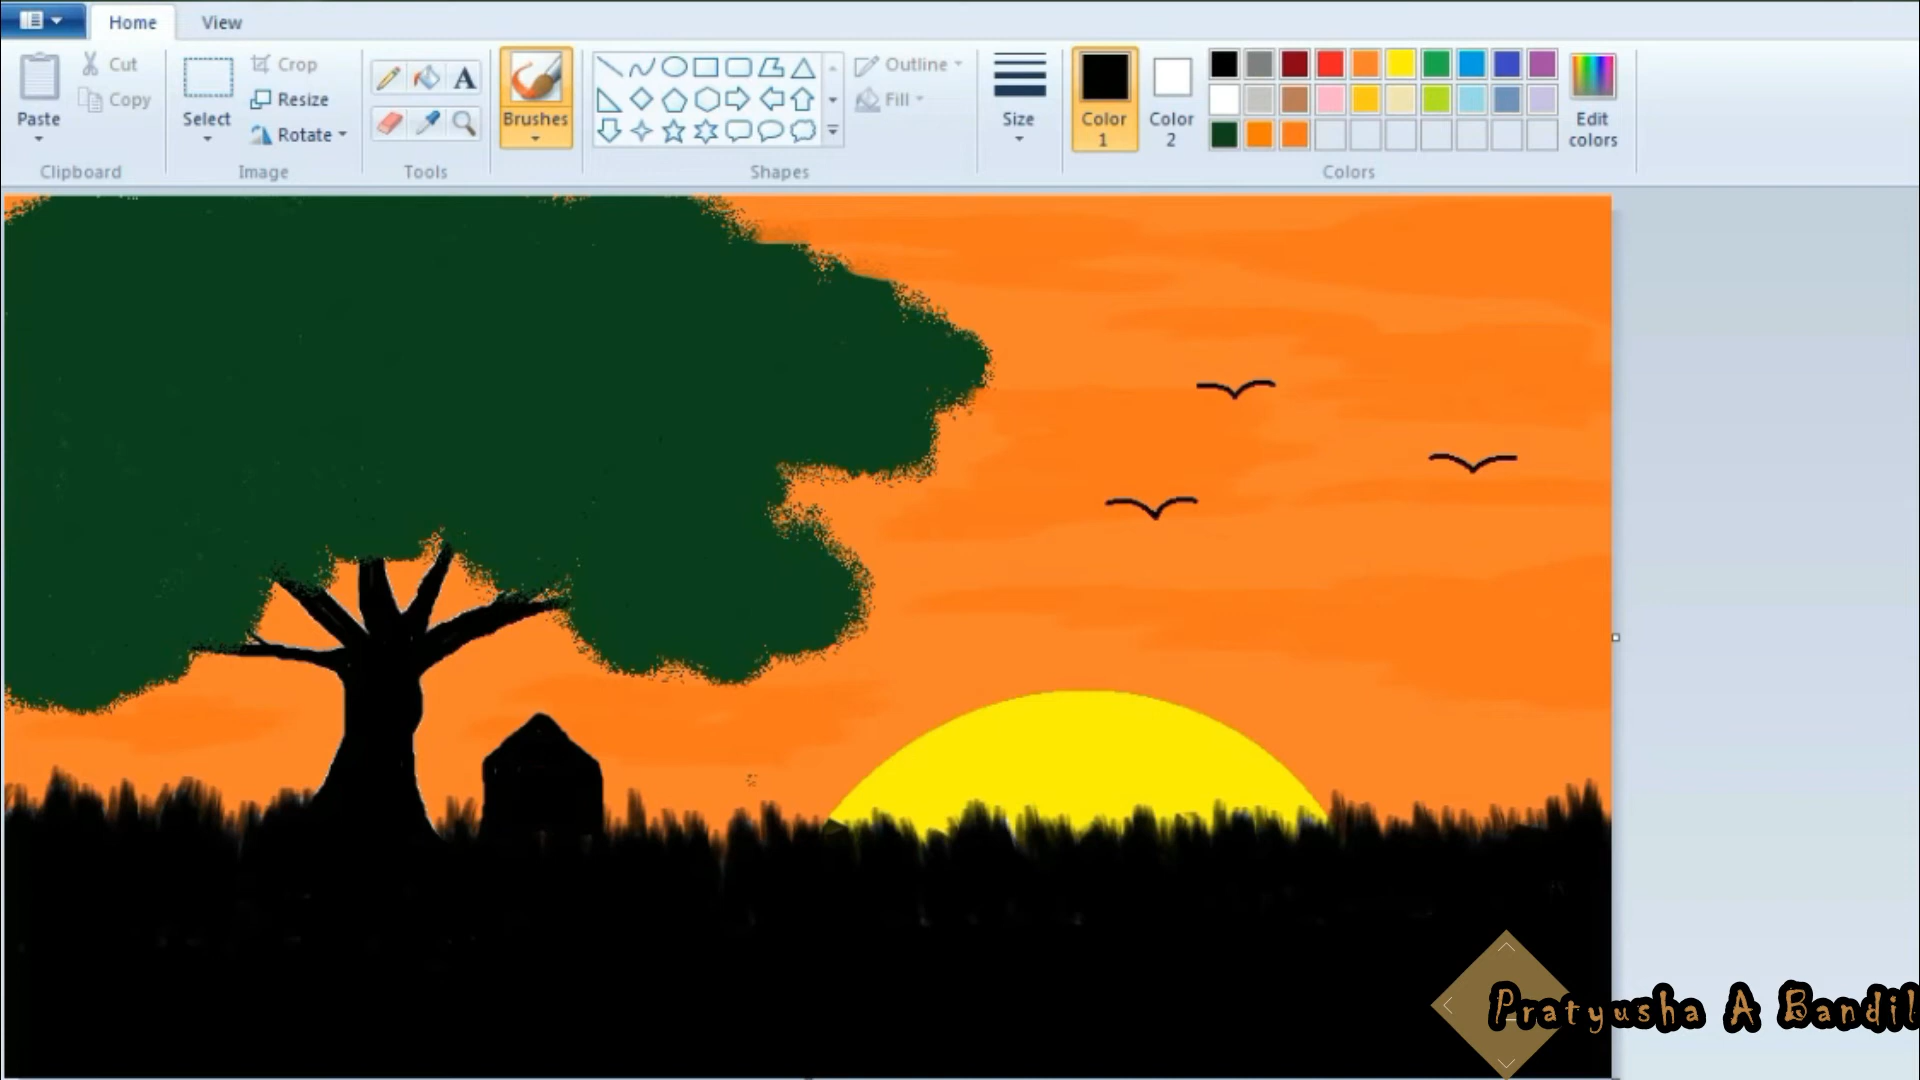 Home View
Paste Cut Copy
Select Crop Resize Rotate
A
Brushes
Outline Fill
Size
Color 1
Color 2
Edit colors
Clipboard Image Tools Shapes Colors
Pratyusha A Bandil